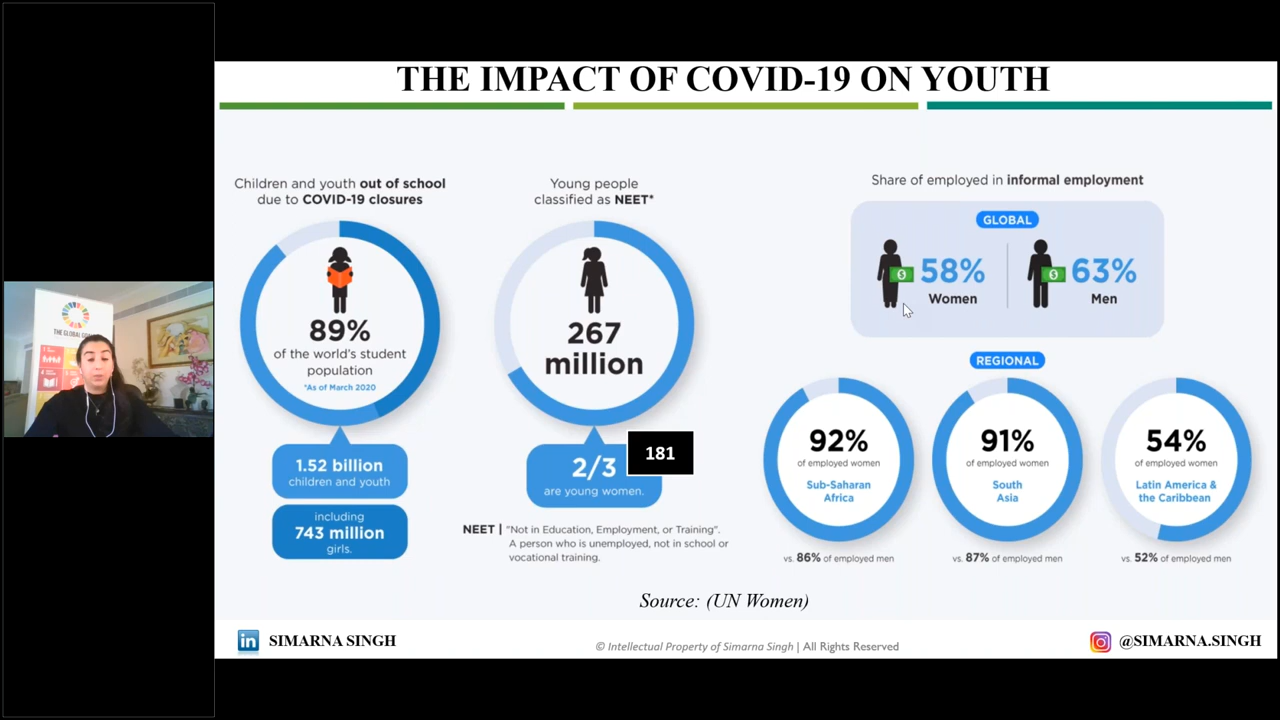 THE IMPACT OF COVID-19 ON YOUTH
Children and youth out of school
due to COVID-19 closures
89%
of the world's student
population
*As of March 2020
1.52 billion
children and youth
including
743 million
girls.
Young people
classified as NEET*
267
million
2/3
are young women.
181
NEET | "Not in Education, Employment, or Training".
A person who is unemployed, not in school or
vocational training.
Share of employed in informal employment
GLOBAL
58%
Women
63%
Men
REGIONAL
92%
of employed women
Sub-Saharan
Africa
vs. 86% of employed men
91%
of employed women
South
Asia
vs. 87% of employed men
54%
of employed women
Latin America &
the Caribbean
vs. 52% of employed men
Source: (UN Women)
in SIMARNA SINGH
© Intellectual Property of Simarna Singh | All Rights Reserved
@SIMARNA.SINGH
THE GLOBAL